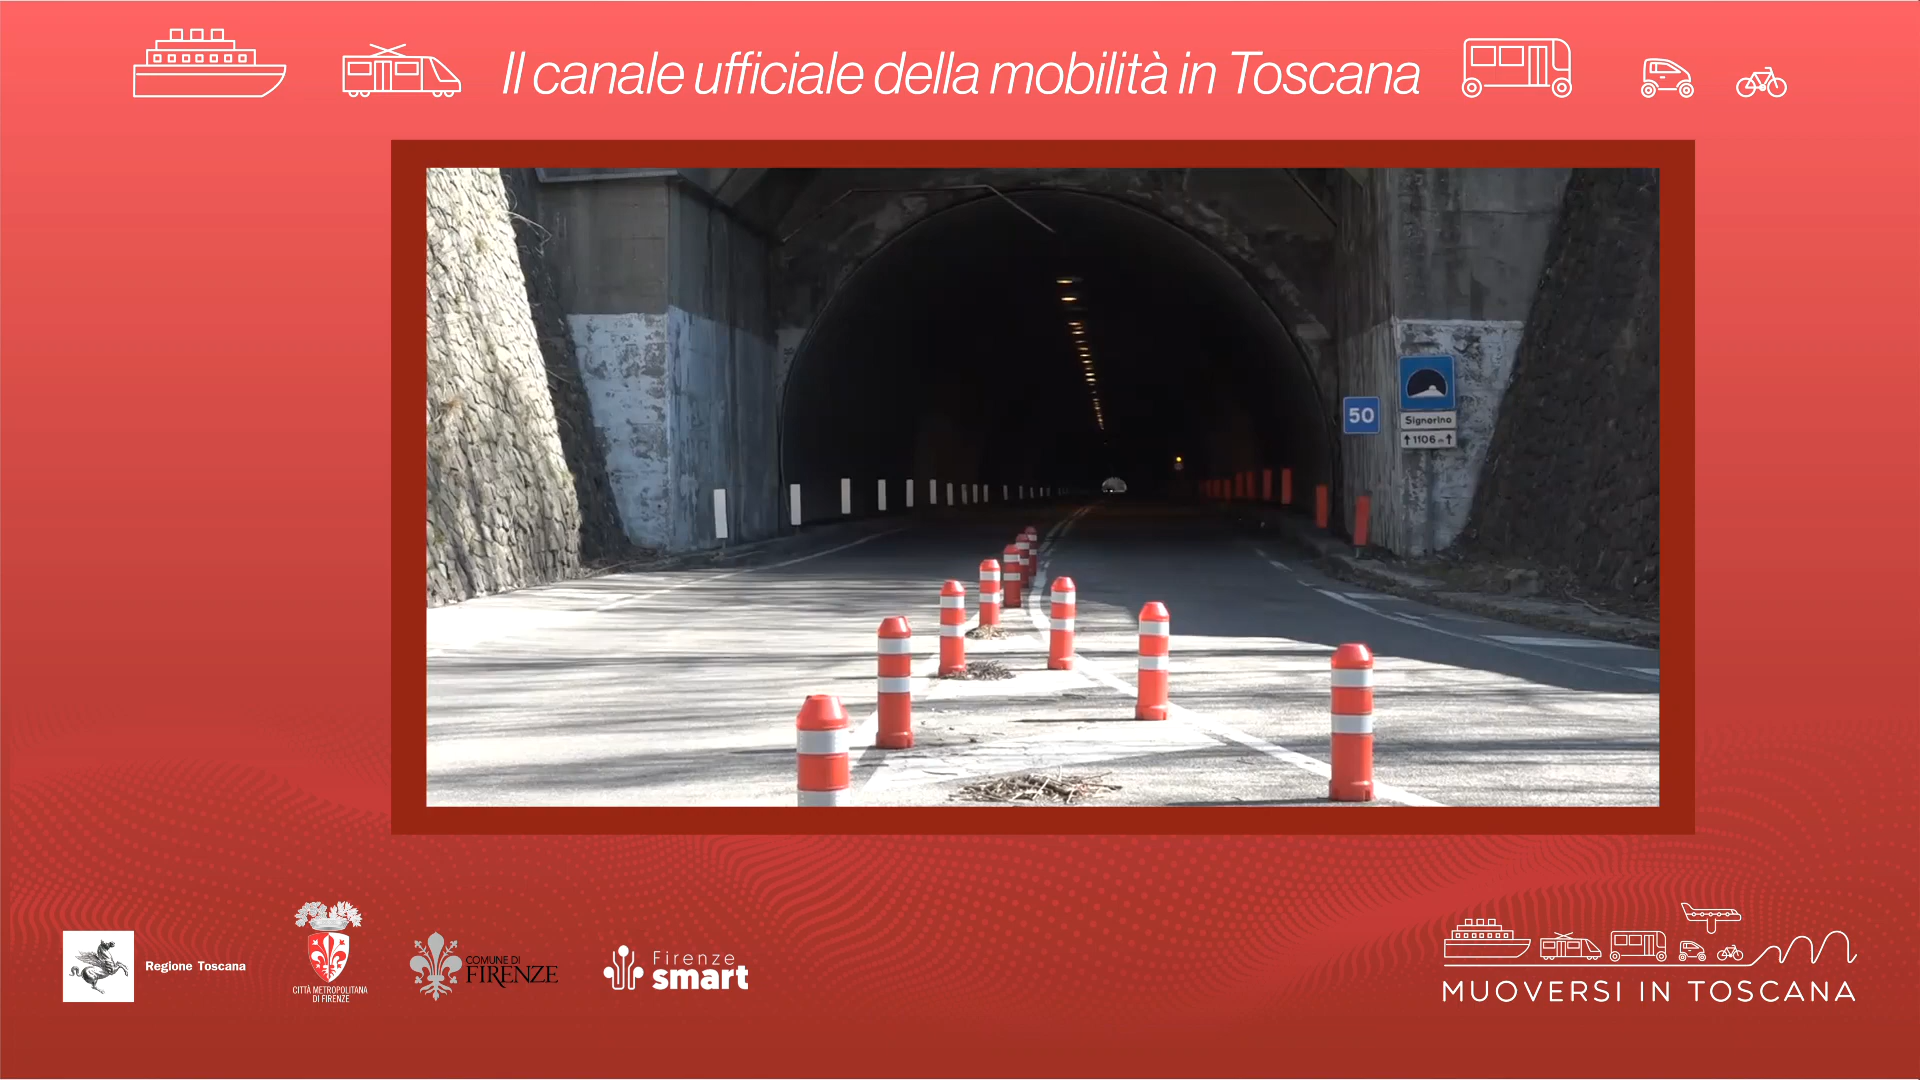 Il canale ufficiale della mobilità in Toscana
50
Signorino
↑1106 m↑
Regione Toscana
CITTÀ METROPOLITANA
DI FIRENZE
COMUNE DI
FIRENZE
Firenze
smart
MUOVERSI IN TOSCANA